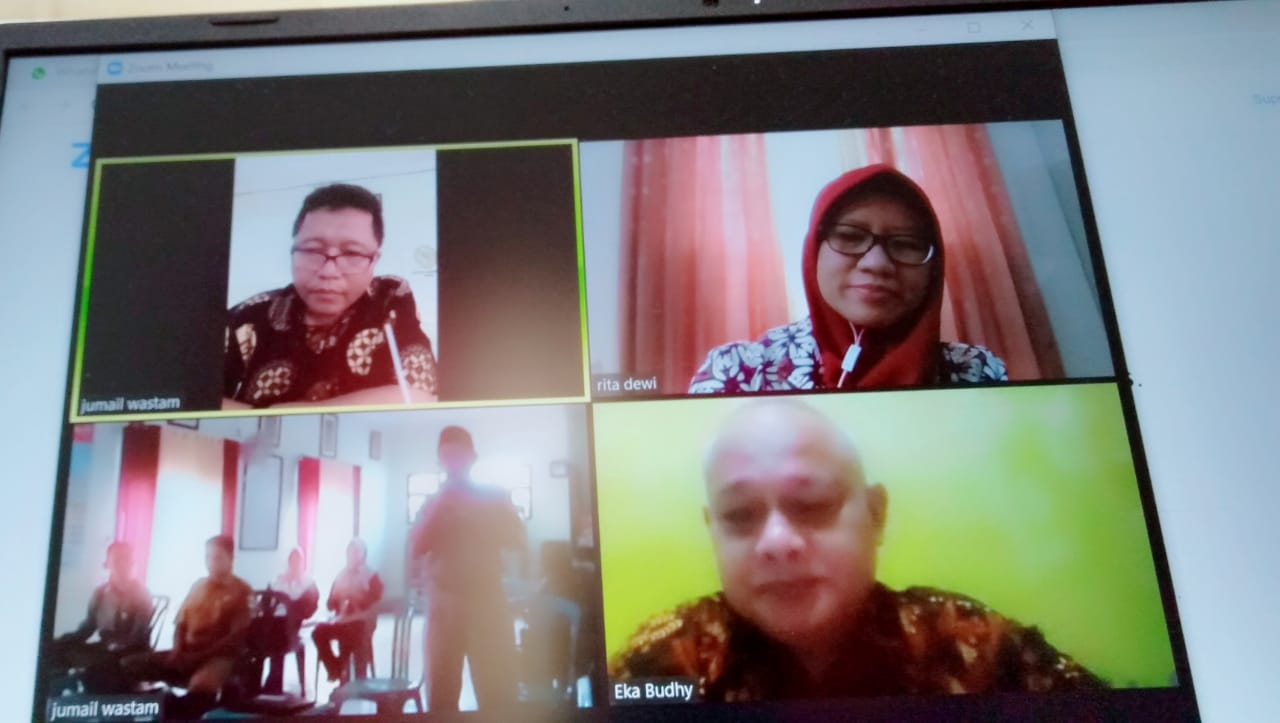 Zoom Meeting
jumail wastam
rita dewi
jumail wastam
Eka Budhy